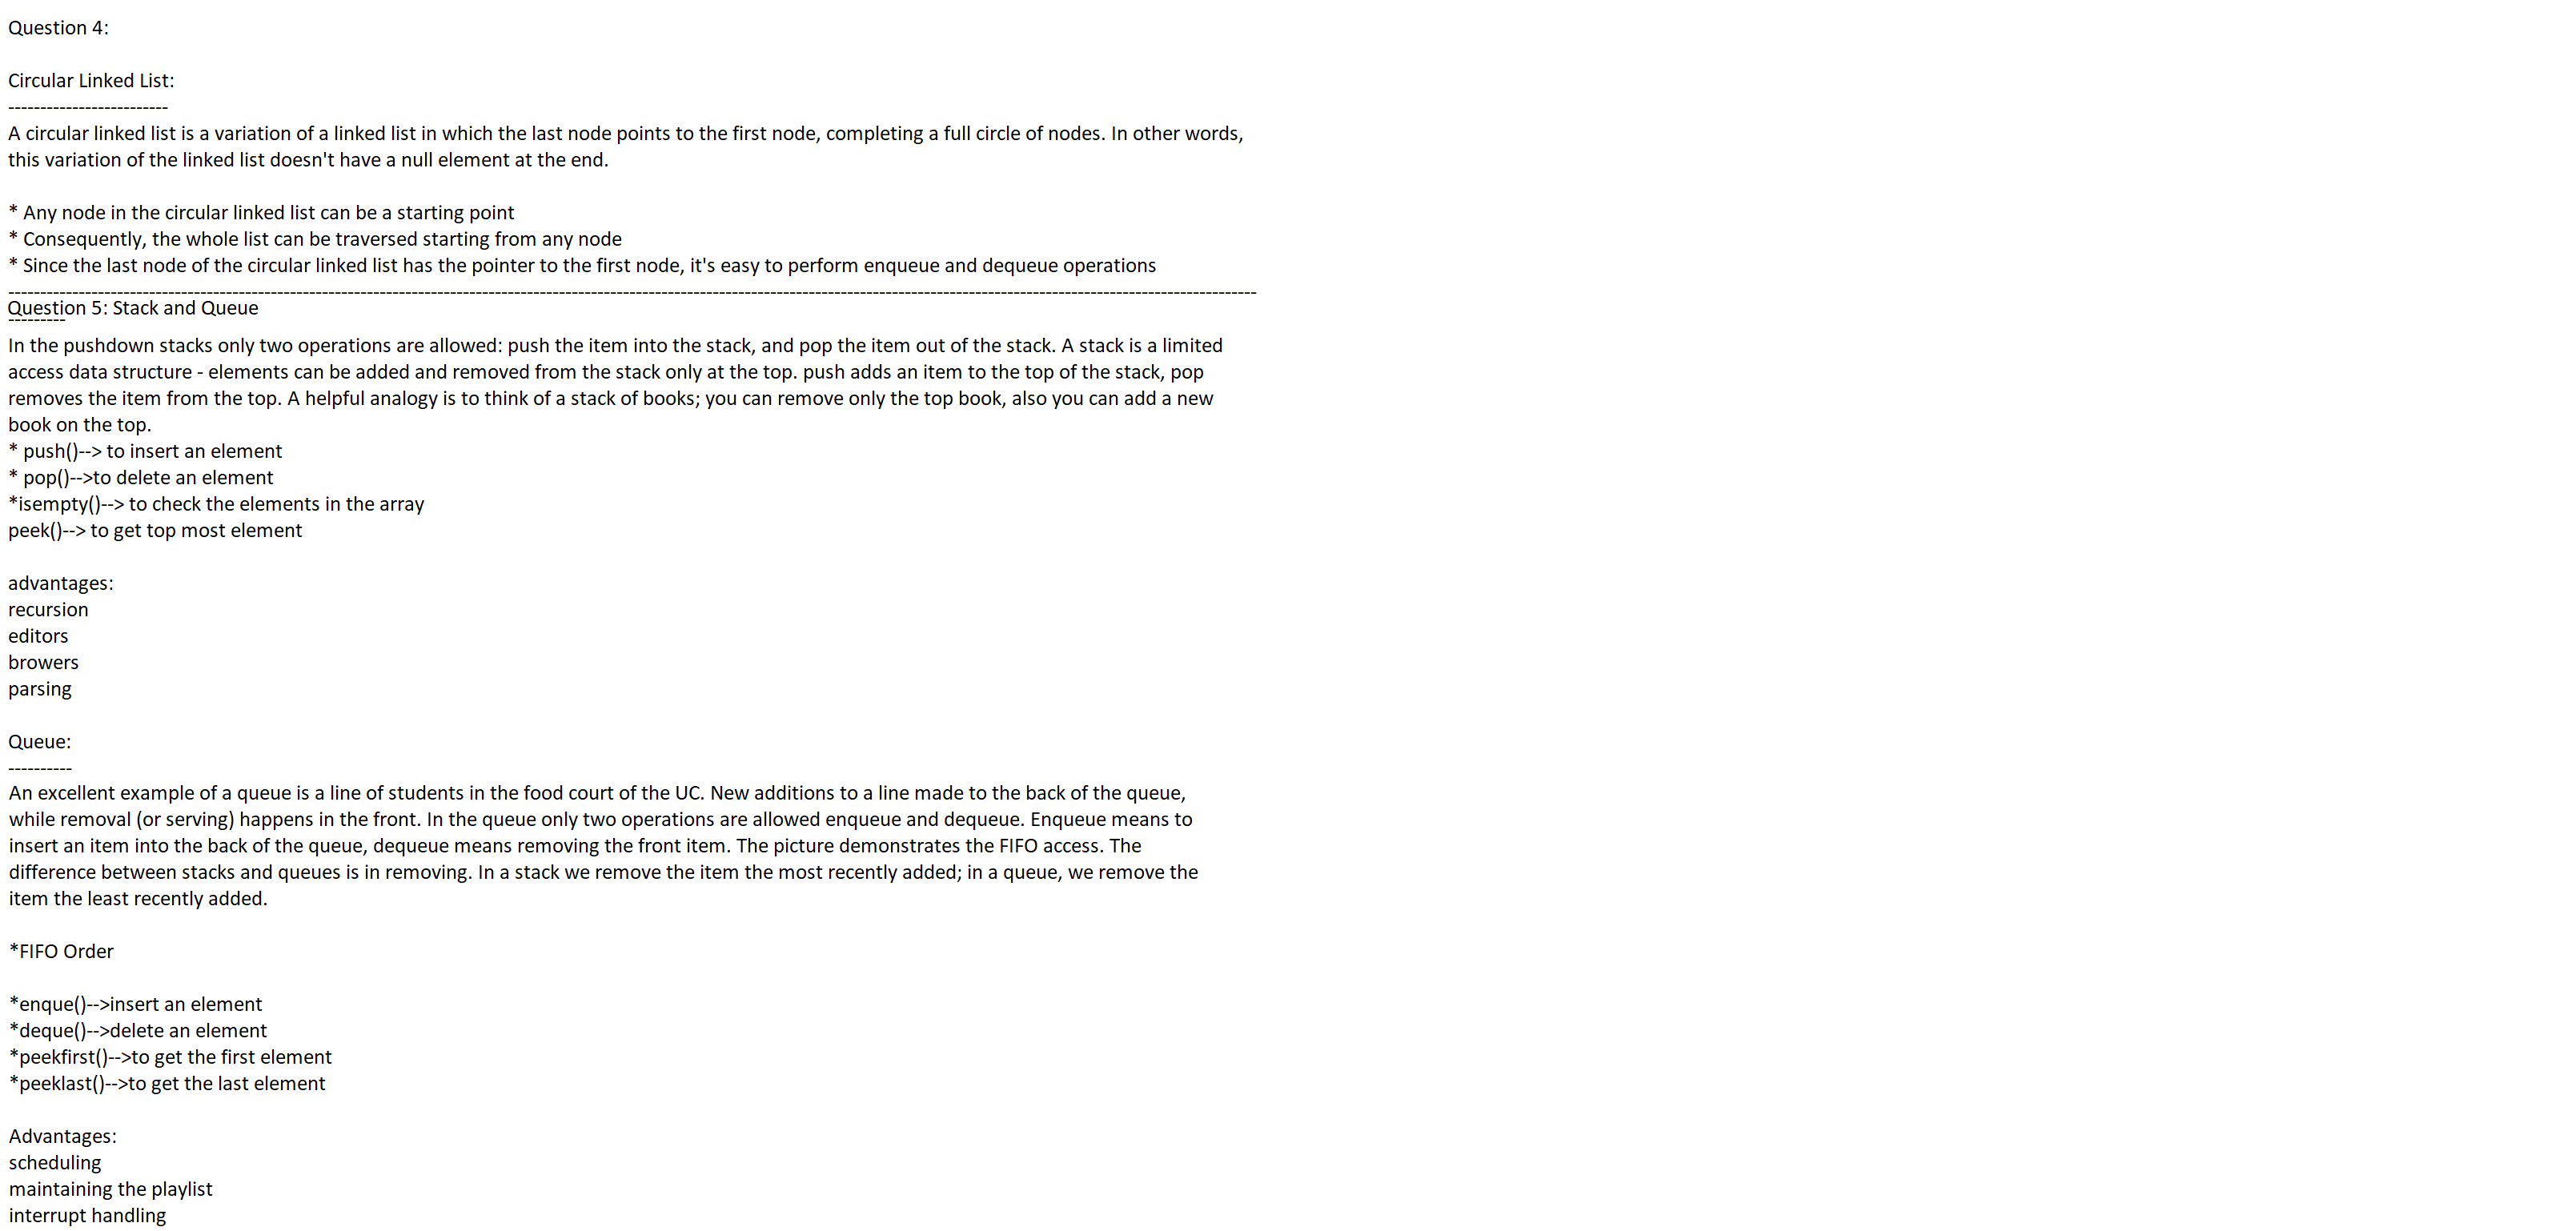 Question 4:
Circular Linked List:
-------------------------
A circular linked list is a variation of a linked list in which the last node points to the first node, completing a full circle of nodes. In other words,
this variation of the linked list doesn't have a null element at the end.
* Any node in the circular linked list can be a starting point
* Consequently, the whole list can be traversed starting from any node
* Since the last node of the circular linked list has the pointer to the first node, it's easy to perform enqueue and dequeue operations
---------------------------------------------------------------------------------------------------------------------------------------------------------------------------------------------------
Question 5: Stack and Queue
---------
In the pushdown stacks only two operations are allowed: push the item into the stack, and pop the item out of the stack. A stack is a limited
access data structure - elements can be added and removed from the stack only at the top. push adds an item to the top of the stack, pop
removes the item from the top. A helpful analogy is to think of a stack of books; you can remove only the top book, also you can add a new
book on the top.
* push()--> to insert an element
* pop()-->to delete an element
*isempty()--> to check the elements in the array
peek()--> to get top most element
advantages:
recursion
editors
browers
parsing
Queue:
----------
An excellent example of a queue is a line of students in the food court of the UC. New additions to a line made to the back of the queue,
while removal (or serving) happens in the front. In the queue only two operations are allowed enqueue and dequeue. Enqueue means to
insert an item into the back of the queue, dequeue means removing the front item. The picture demonstrates the FIFO access. The
difference between stacks and queues is in removing. In a stack we remove the item the most recently added; in a queue, we remove the
item the least recently added.
*FIFO Order
*enque()-->insert an element
*deque()-->delete an element
*peekfirst()-->to get the first element
*peeklast()-->to get the last element
Advantages:
scheduling
maintaining the playlist
interrupt handling